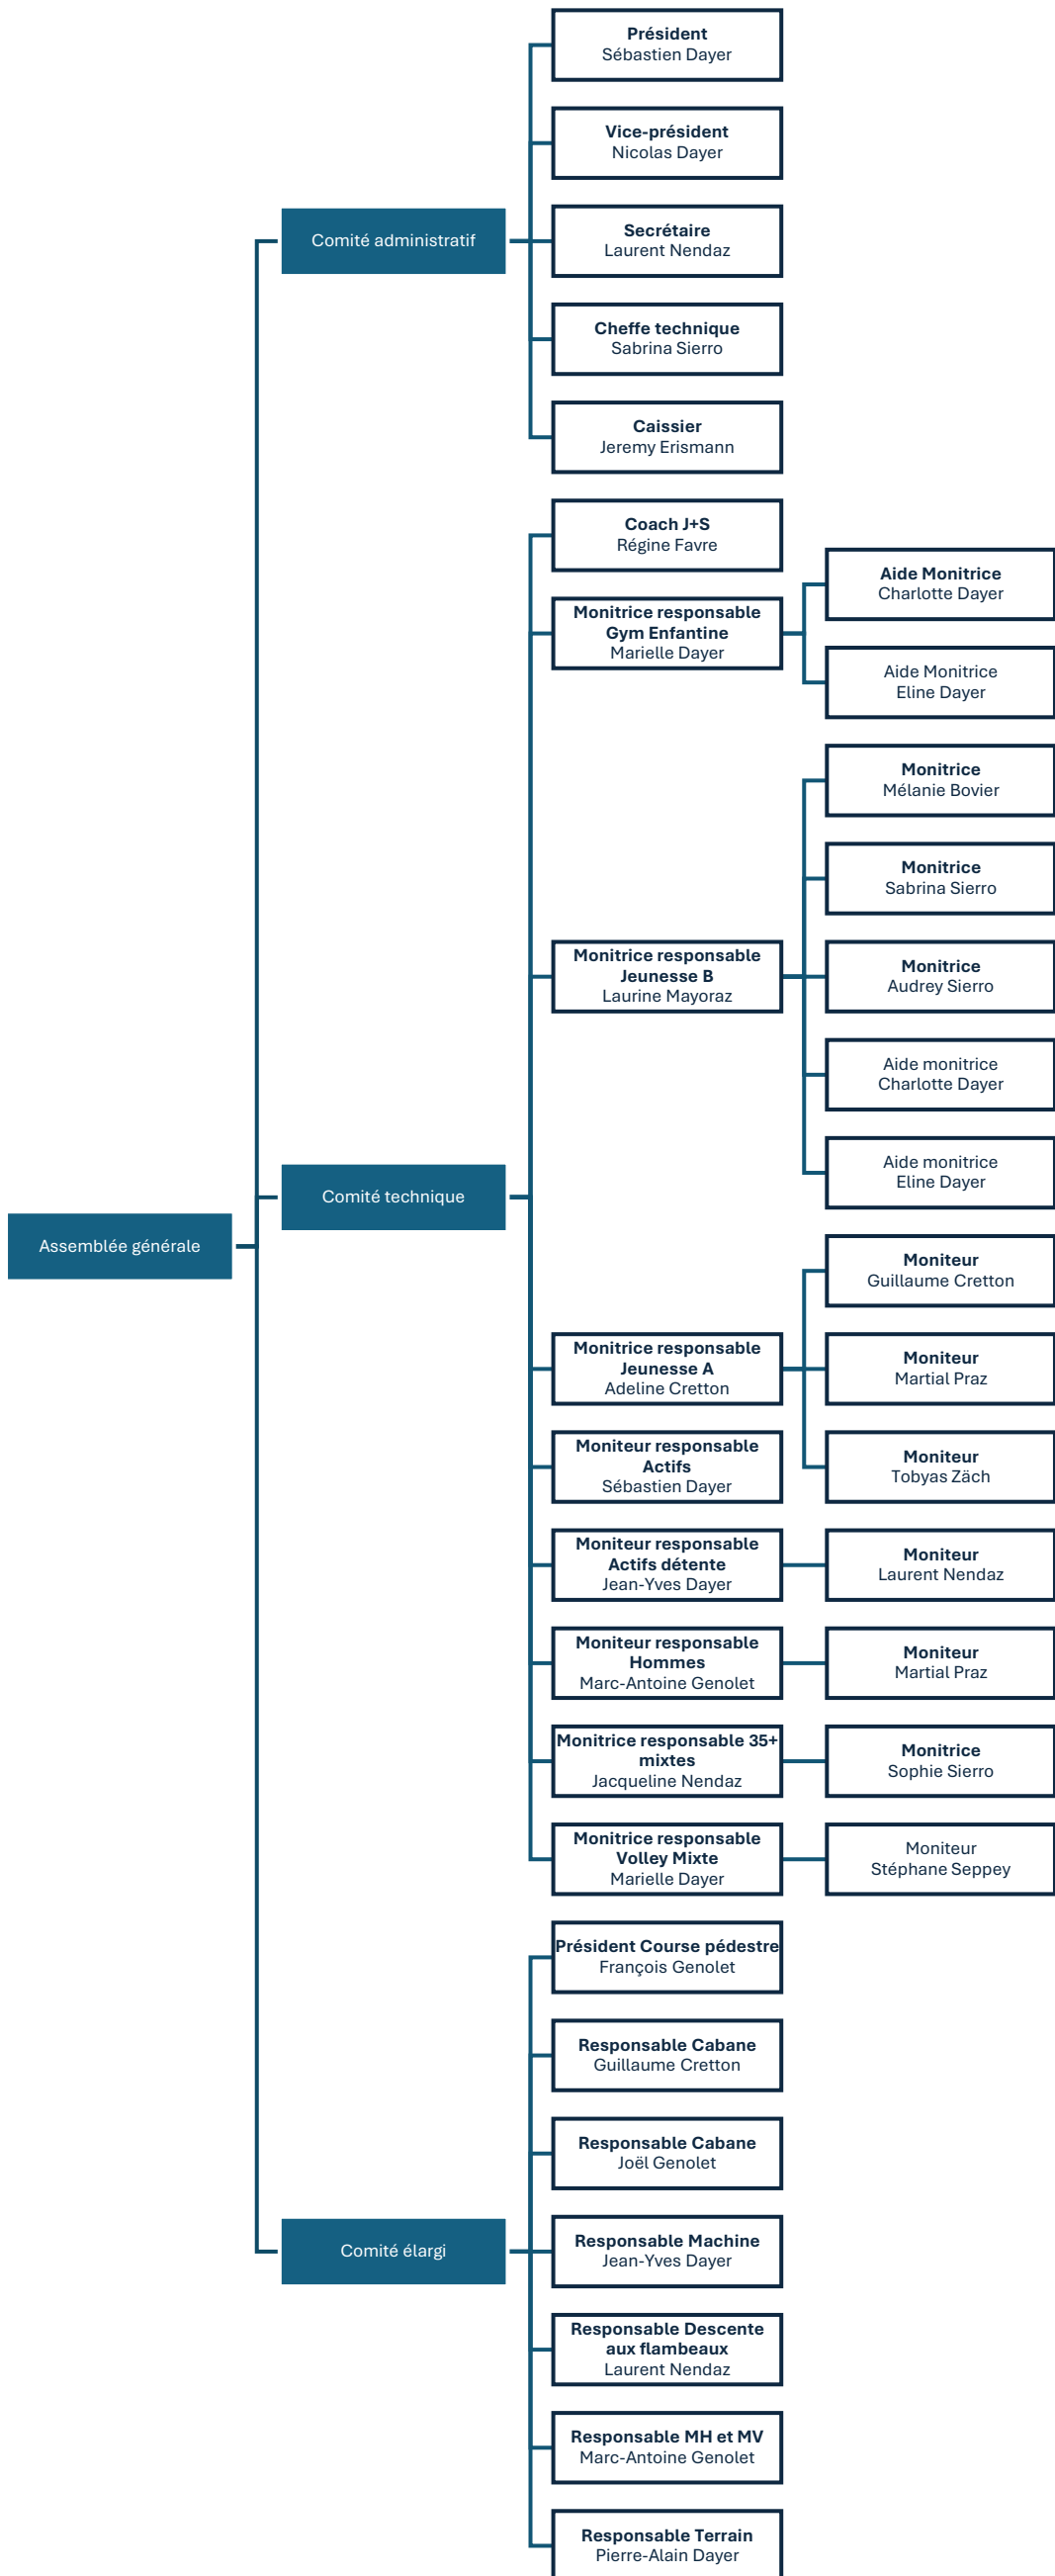 Président
Sébastien Dayer
Vice-président
Nicolas Dayer
Comité administratif
Secrétaire
Laurent Nendaz
Cheffe technique
Sabrina Sierro
Caissier
Jeremy Erismann
Coach J+S
Régine Favre
Monitrice responsable
Gym Enfantine
Marielle Dayer
Aide Monitrice
Charlotte Dayer
Aide Monitrice
Eline Dayer
Monitrice
Mélanie Bovier
Monitrice
Sabrina Sierro
Monitrice responsable
Jeunesse B
Laurine Mayoraz
Monitrice
Audrey Sierro
Aide monitrice
Charlotte Dayer
Aide monitrice
Eline Dayer
Comité technique
Assemblée générale
Moniteur
Guillaume Cretton
Monitrice responsable
Jeunesse A
Adeline Cretton
Moniteur
Martial Praz
Moniteur responsable
Actifs
Sébastien Dayer
Moniteur
Tobyas Zäch
Moniteur responsable
Actifs détente
Jean-Yves Dayer
Moniteur
Laurent Nendaz
Moniteur responsable
Hommes
Marc-Antoine Genolet
Moniteur
Martial Praz
Monitrice responsable 35+
mixtes
Jacqueline Nendaz
Monitrice
Sophie Sierro
Monitrice responsable
Volley Mixte
Marielle Dayer
Moniteur
Stéphane Seppey
Président Course pédestre
François Genolet
Responsable Cabane
Guillaume Cretton
Responsable Cabane
Joël Genolet
Comité élargi
Responsable Machine
Jean-Yves Dayer
Responsable Descente
aux flambeaux
Laurent Nendaz
Responsable MH et MV
Marc-Antoine Genolet
Responsable Terrain
Pierre-Alain Dayer